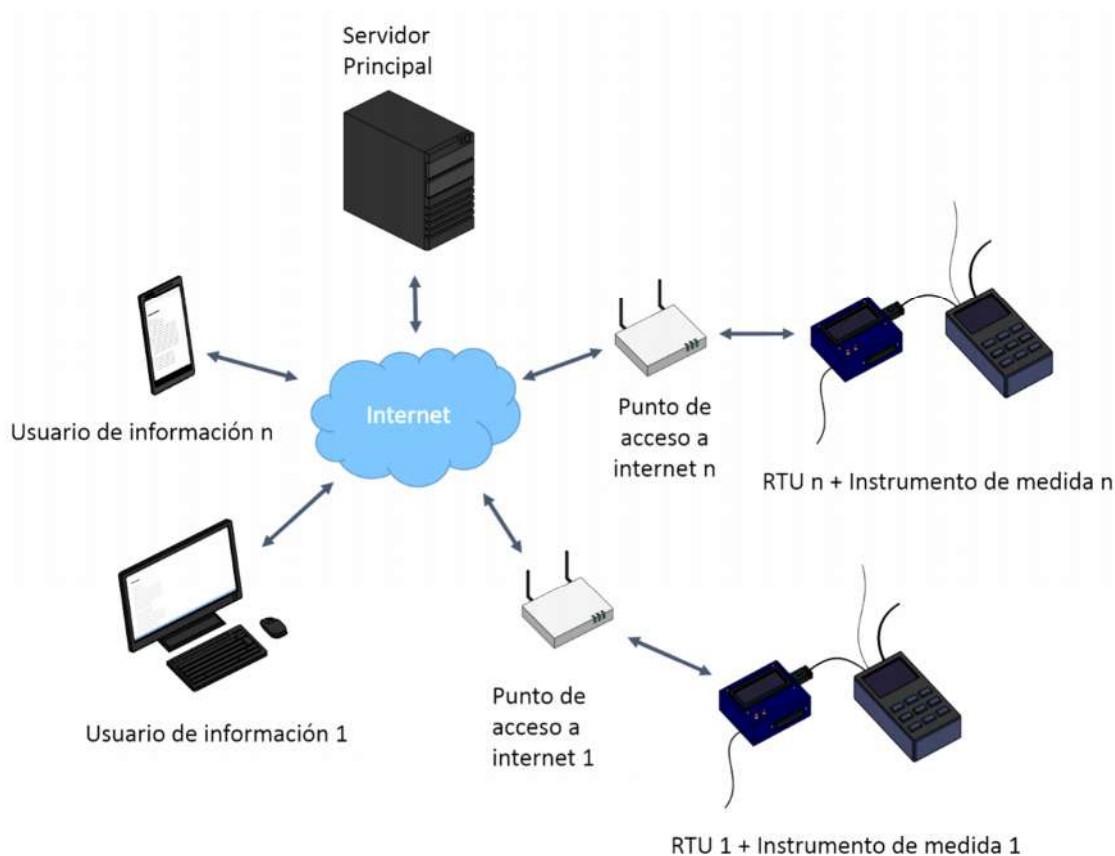 Servidor
Principal
Internet
Usuario de información n
Punto de
acceso a
internet n
RTU n + Instrumento de medida n
Usuario de información 1
Punto de
acceso a
internet 1
RTU 1 + Instrumento de medida 1